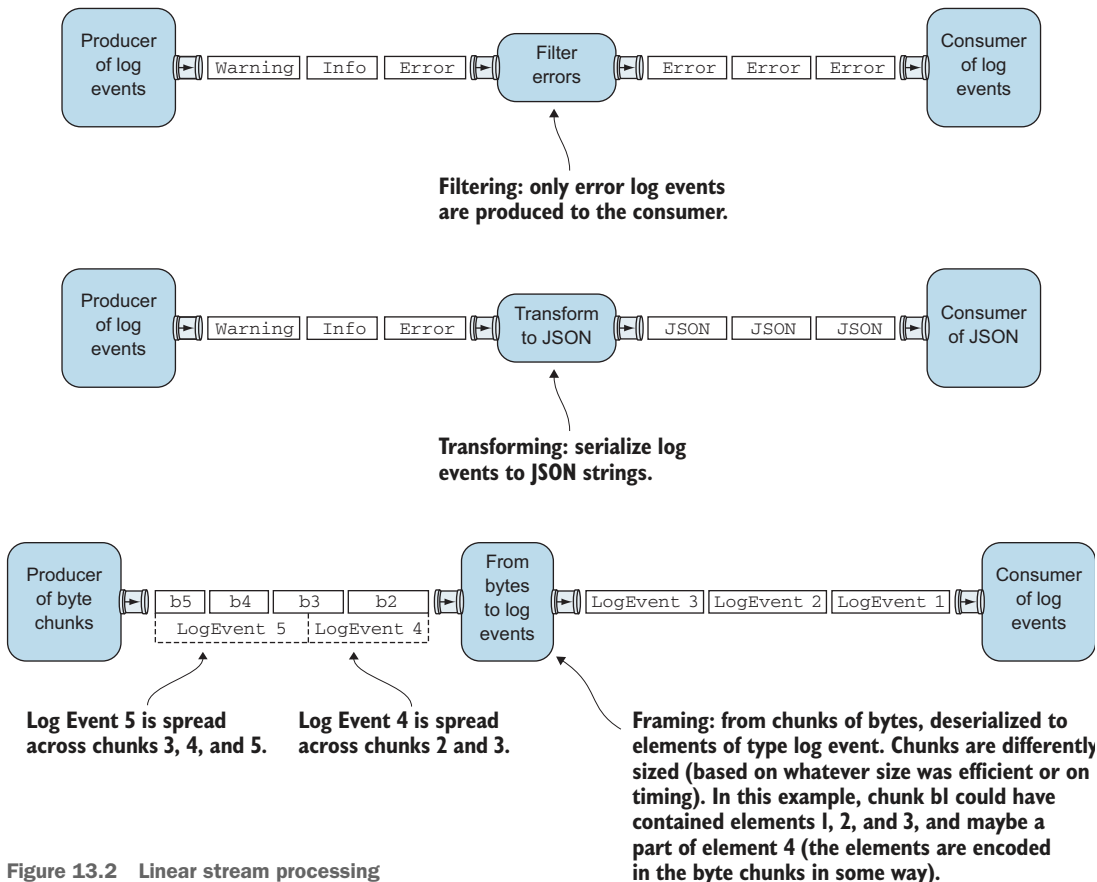 Producer
of log
events
Warning Info Error
Filter
errors
Error Error Error
Consumer
of log
events
Filtering: only error log events
are produced to the consumer.
Producer
of log
events
Warning Info Error
Transform
to JSON
JSON JSON JSON
Consumer
of JSON
Transforming: serialize log
events to JSON strings.
Producer
of byte
chunks
b5 b4 b3 b2
LogEvent 5 LogEvent 4
From
bytes
to log
events
LogEvent 3 LogEvent 2 LogEvent 1
Consumer
of log
events
Log Event 5 is spread
across chunks 3, 4, and 5.
Log Event 4 is spread
across chunks 2 and 3.
Framing: from chunks of bytes, deserialized to
elements of type log event. Chunks are differently
sized (based on whatever size was efficient or on
timing). In this example, chunk b1 could have
contained elements 1, 2, and 3, and maybe a
part of element 4 (the elements are encoded
in the byte chunks in some way).
Figure 13.2 Linear stream processing